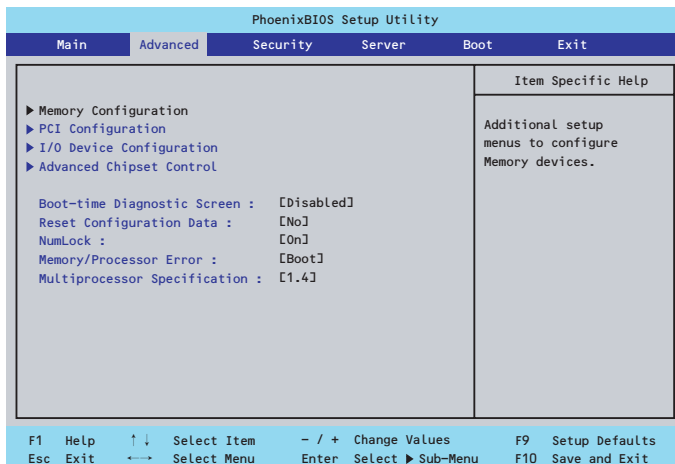 PhoenixBIOS Setup Utility
Main Advanced Security Server Boot Exit
Item Specific Help
▶ Memory Configuration
▶ PCI Configuration
▶ I/O Device Configuration
▶ Advanced Chipset Control
Boot-time Diagnostic Screen : [Disabled]
Reset Configuration Data : [No]
NumLock : [On]
Memory/Processor Error : [Boot]
Multiprocessor Specification : [1.4]
Additional setup
menus to configure
Memory devices.
F1 Help ↑↓ Select Item - / + Change Values F9 Setup Defaults
Esc Exit ←→ Select Menu Enter Select ▶ Sub-Menu F10 Save and Exit